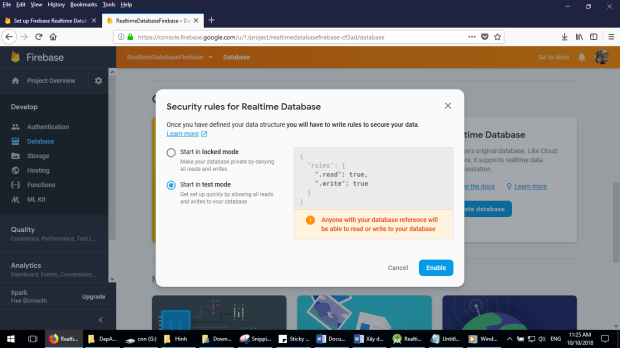 File Edit View History Bookmarks Tools Help
Set up Firebase Realtime Datab
RealtimeDatabaseFirebase – Da
https://console.firebase.google.com/u/1/project/realtimedatabasefirebase-cf3ad/database
Firebase
RealtimeDatabaseFirebase
Database
Go to docs
Project Overview
Develop
Authentication
Database
Storage
Hosting
Functions
ML Kit
Quality
Crashlytics, Performance, Test L...
Analytics
Dashboard, Events, Conversions,...
Spark
Free $0/month
Upgrade
Security rules for Realtime Database
Once you have defined your data structure you will have to write rules to secure your data.
Learn more
Start in locked mode
Make your database private by denying
all reads and writes
Start in test mode
Get set up quickly by allowing all reads
and writes to your database
{
"rules": {
".read": true,
".write": true
}
}
Anyone with your database reference will
be able to read or write to your database
Cancel
Enable
time Database
's original database. Like Cloud
re, it supports realtime data
onization.
w the docs
Learn more
ate database
Realti...
DapA...
con (G:)
Hinh
Down...
Snippi...
Sticky ...
Docu...
Xây d...
Realti...
Untitl...
Wind...
ENG
11:25 AM
10/10/2018